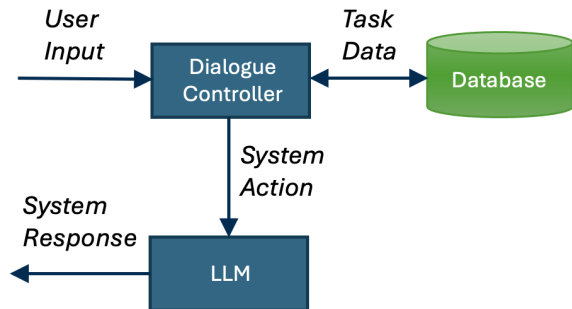 User
Input
Dialogue
Controller
Task
Data
Database
System
Action
System
Response
LLM